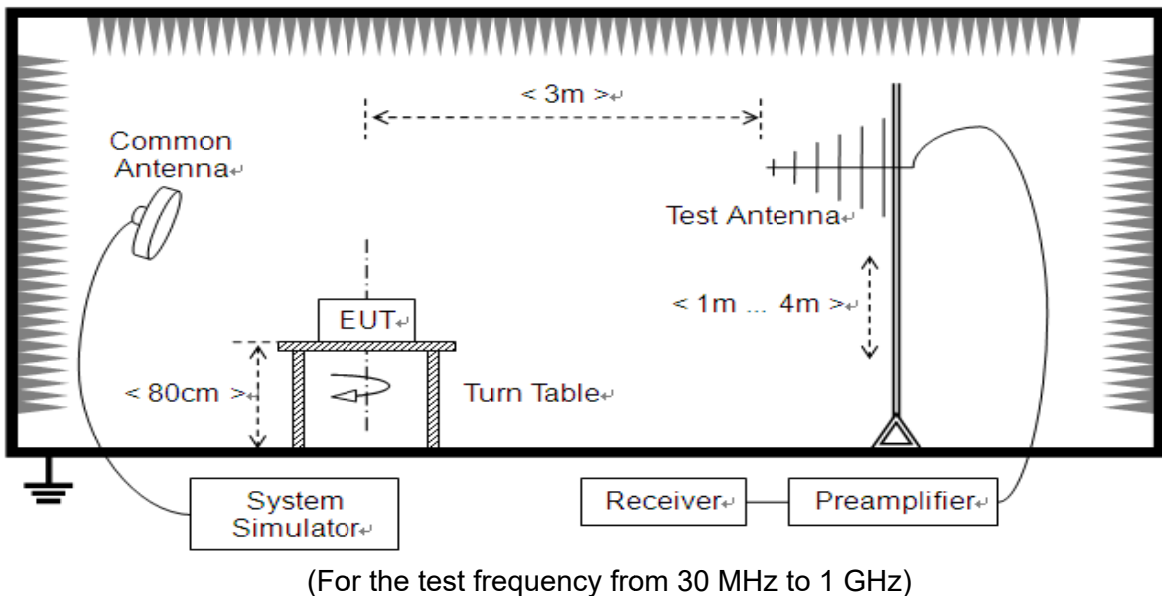 < 3m >↵
Common
Antenna↵
Test Antenna↵
< 1m ... 4m >↵
EUT↵
< 80cm >↵
Turn Table↵
System
Simulator↵
Receiver↵
Preamplifier↵
(For the test frequency from 30 MHz to 1 GHz)